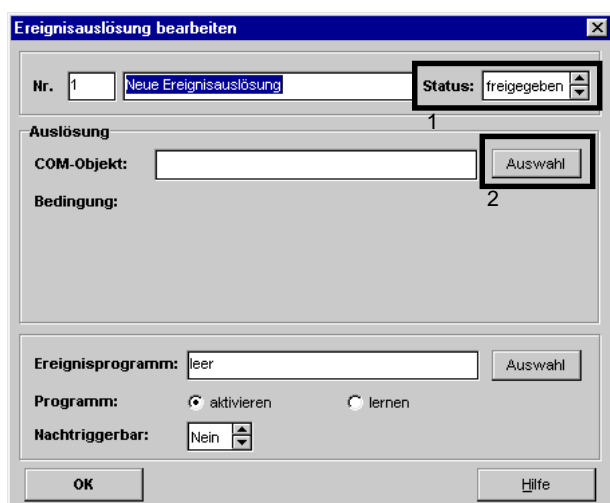 Ereignisauslösung bearbeiten
Nr. 1 Neue Ereignisauslösung Status: freigegeben
1
Auslösung
COM-Objekt: Auswahl
2
Bedingung:
Ereignisprogramm: leer Auswahl
Programm: aktivieren lernen
Nachtriggerbar: Nein
OK Hilfe